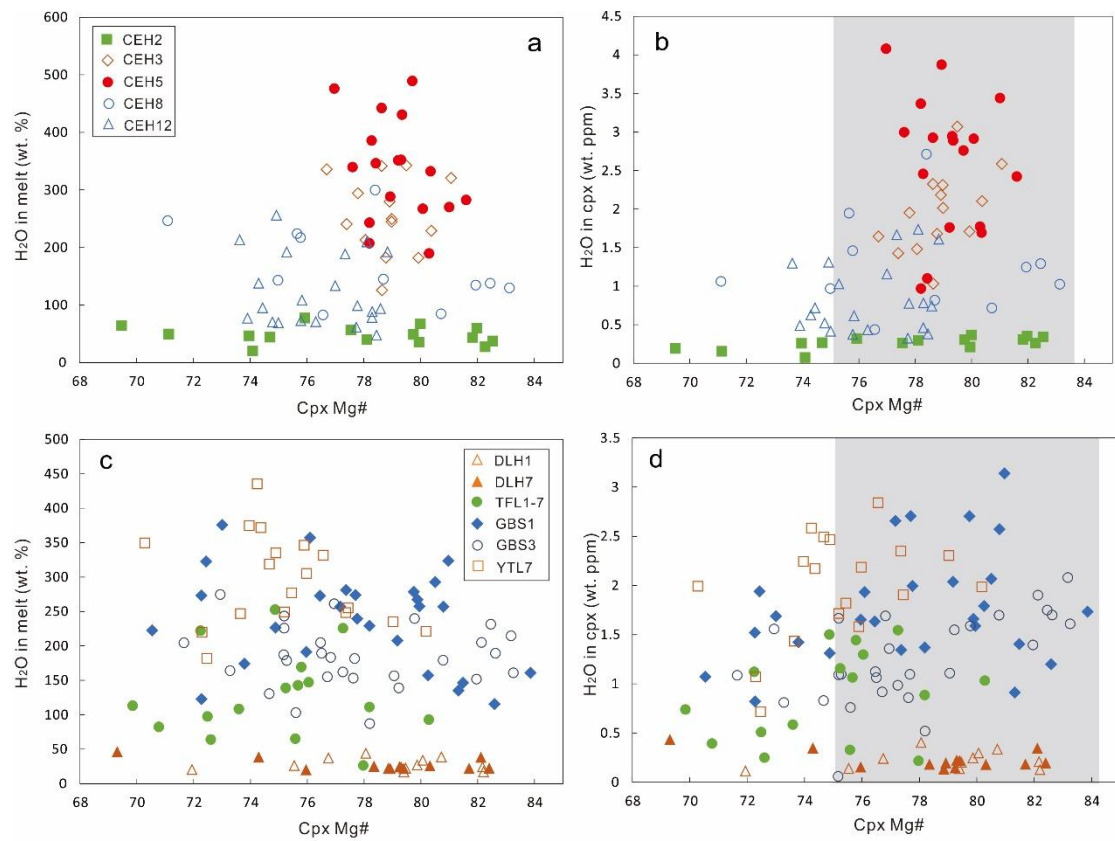 a
600
500
400
300
200
100
0
H₂O in melt (wt. %)
CEH2
CEH3
CEH5
CEH8
CEH12
68 70 72 74 76 78 80 82 84
Cpx Mg#
b
4.5
4
3.5
3
2.5
2
1.5
1
0.5
0
H₂O in cpx (wt. ppm)
68 70 72 74 76 78 80 82 84
Cpx Mg#
c
500
450
400
350
300
250
200
150
100
50
0
H₂O in melt (wt. %)
DLH1
DLH7
TFL1-7
GBS1
GBS3
YTL7
68 70 72 74 76 78 80 82 84
Cpx Mg#
d
3.5
3
2.5
2
1.5
1
0.5
0
H₂O in cpx (wt. ppm)
68 70 72 74 76 78 80 82 84
Cpx Mg#